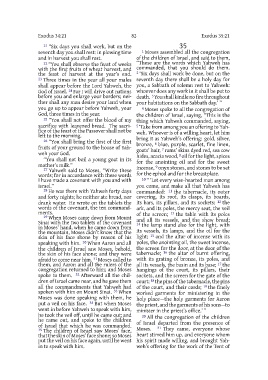 Exodus 34:21 82 Exodus 35:21
21 "Six days you shall work, but on the
seventh day you shall rest; in plowing time
and in harvest you shall rest.
22 "You shall observe the feast of weeks
with the first fruits of wheat harvest, and
the feast of harvest at the year's end.
23 Three times in the year all your males
shall appear before the Lord Yahweh, the
God of Israel. 24 For I will drive out nations
before you and enlarge your borders; nei-
ther shall any man desire your land when
you go up to appear before Yahweh, your
God, three times in the year.
25 "You shall not offer the blood of my
sacrifice with leavened bread. The sacri-
fice of the feast of the Passover shall not be
left to the morning.
26 "You shall bring the first of the first
fruits of your ground to the house of Yah-
weh your God.
"You shall not boil a young goat in its
mother's milk."
27 Yahweh said to Moses, "Write these
words; for in accordance with these words
I have made a covenant with you and with
Israel."
28 He was there with Yahweh forty days
and forty nights; he neither ate bread, nor
drank water. He wrote on the tablets the
words of the covenant, the ten command-
ments.
29 When Moses came down from Mount
Sinai with the two tablets of the covenant
in Moses' hand, when he came down from
the mountain, Moses didn't know that the
skin of his face shone by reason of his
speaking with him. 30 When Aaron and all
the children of Israel saw Moses, behold,
the skin of his face shone; and they were
afraid to come near him. 31 Moses called to
them, and Aaron and all the rulers of the
congregation returned to him; and Moses
spoke to them. 32 Afterward all the chil-
dren of Israel came near, and he gave them
all the commandments that Yahweh had
spoken with him on Mount Sinai. 33 When
Moses was done speaking with them, he
put a veil on his face. 34 But when Moses
went in before Yahweh to speak with him,
he took the veil off, until he came out; and
he came out, and spoke to the children
of Israel that which he was commanded.
35 The children of Israel saw Moses' face,
that the skin of Moses' face shone; so Moses
put the veil on his face again, until he went
in to speak with him.
35
1 Moses assembled all the congregation
of the children of Israel, and said to them,
"These are the words which Yahweh has
commanded, that you should do them.
2 'Six days shall work be done, but on the
seventh day there shall be a holy day for
you, a Sabbath of solemn rest to Yahweh:
whoever does any work in it shall be put to
death. 3 You shall kindle no fire throughout
your habitations on the Sabbath day.'"
4 Moses spoke to all the congregation of
the children of Israel, saying, "This is the
thing which Yahweh commanded, saying,
5 'Take from among you an offering to Yah-
weh. Whoever is of a willing heart, let him
bring it as Yahweh's offering: gold, silver,
bronze, 6 blue, purple, scarlet, fine linen,
goats' hair, 7 rams' skins dyed red, sea cow
hides, acacia wood, 8 oil for the light, spices
for the anointing oil and for the sweet
incense, 9 onyx stones, and stones to be set
for the ephod and for the breastplate.
10 "'Let every wise-hearted man among
you come, and make all that Yahweh has
commanded: 11 the tabernacle, its outer
covering, its roof, its clasps, its boards,
its bars, its pillars, and its sockets; 12 the
ark, and its poles, the mercy seat, the veil
of the screen; 13 the table with its poles
and all its vessels, and the show bread;
14 the lamp stand also for the light, with
its vessels, its lamps, and the oil for the
light; 15 and the altar of incense with its
poles, the anointing oil, the sweet incense,
the screen for the door, at the door of the
tabernacle; 16 the altar of burnt offering,
with its grating of bronze, its poles, and
all its vessels, the basin and its base; 17 the
hangings of the court, its pillars, their
sockets, and the screen for the gate of the
court; 18 the pins of the tabernacle, the pins
of the court, and their cords; 19 the finely
worked garments for ministering in the
holy place—the holy garments for Aaron
the priest, and the garments of his sons—to
minister in the priest's office.'"
20 All the congregation of the children
of Israel departed from the presence of
Moses. 21 They came, everyone whose
heart stirred him up, and everyone whom
his spirit made willing, and brought Yah-
weh's offering for the work of the Tent of